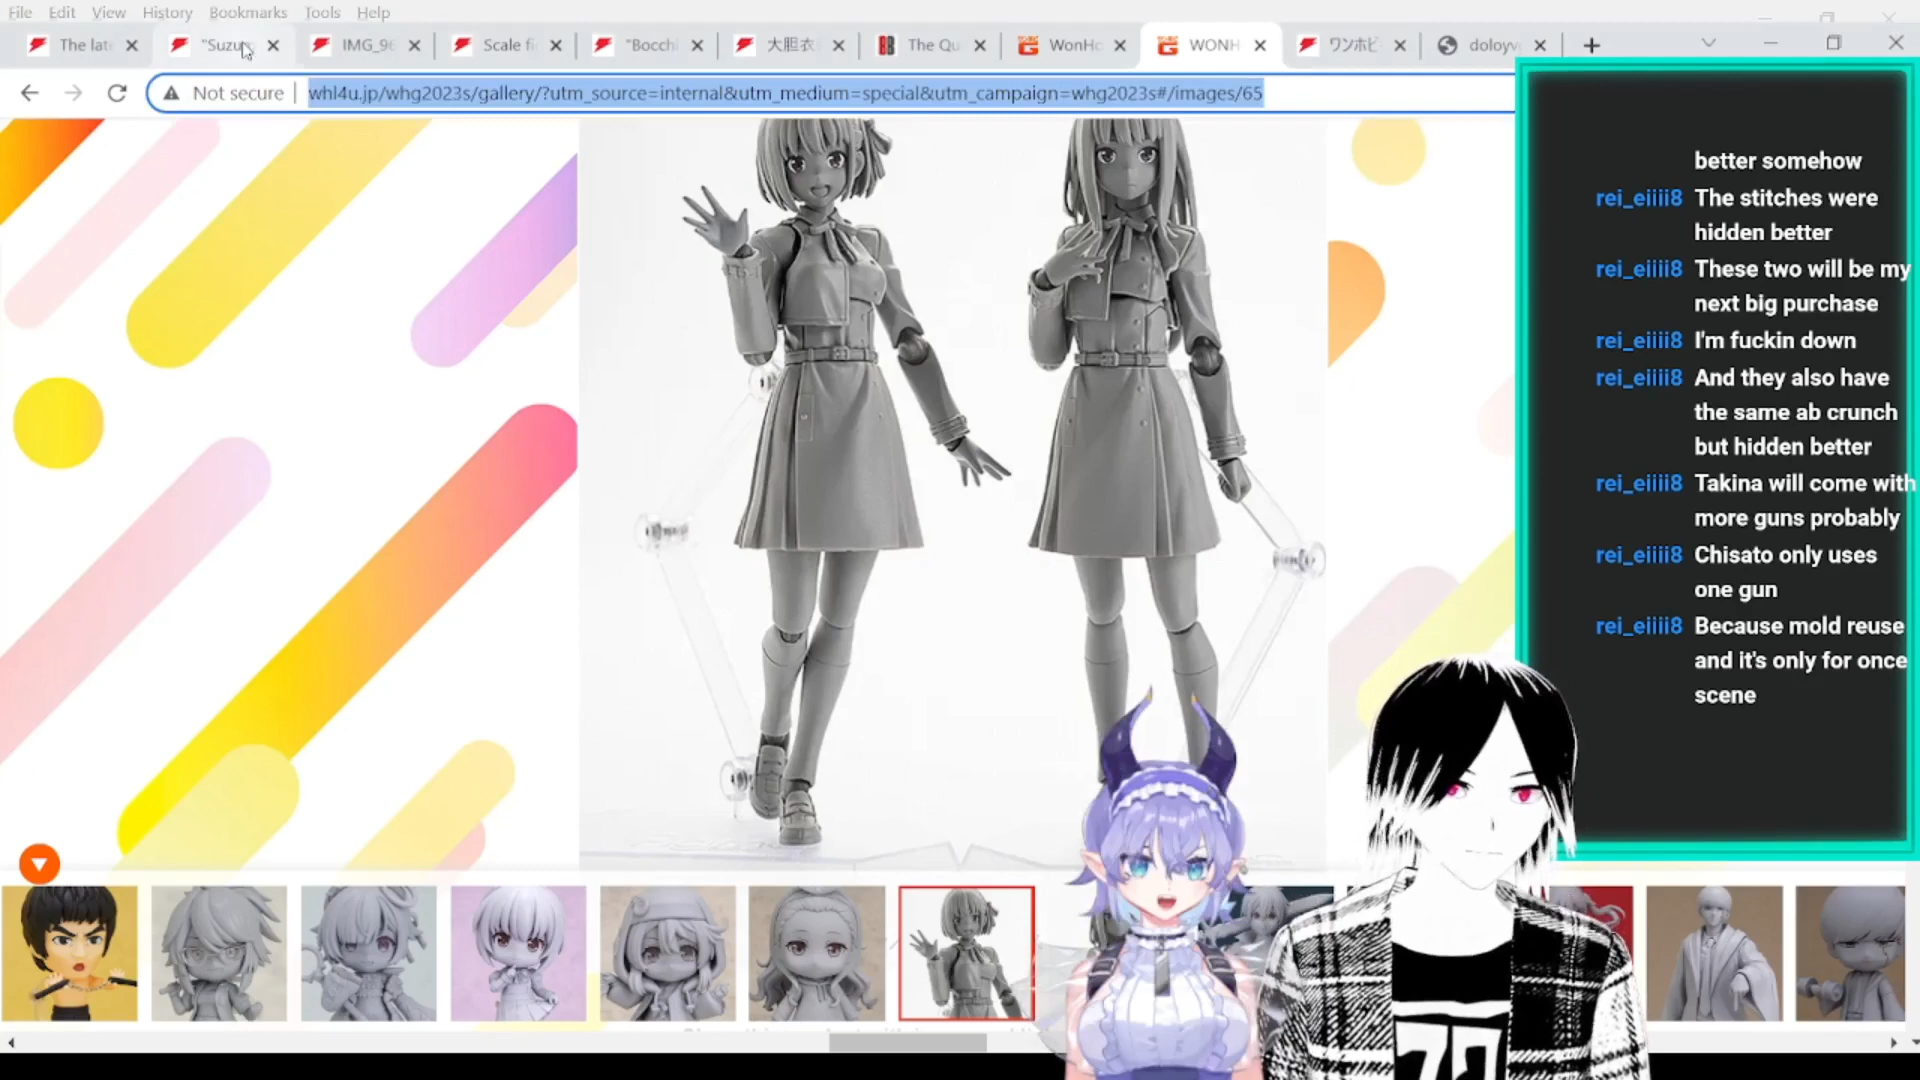 File Edit View History Bookmarks Tools Help
The late "Suzu IMG_96 Scale fi "Bocchi 大胆衣 The Qu WonHo WONH ワンホビ doloyv
Not secure whl4u.jp/whg2023s/gallery/?utm_source=internal&utm_medium=special&utm_campaign=whg2023s#/images/65
better somehow
rei_eiiii8 The stitches were
hidden better
rei_eiiii8 These two will be my
next big purchase
rei_eiiii8 I'm fuckin down
rei_eiiii8 And they also have
the same ab crunch
but hidden better
rei_eiiii8 Takina will come with
more guns probably
rei_eiiii8 Chisato only uses
one gun
rei_eiiii8 Because mold reuse
and it's only for once
scene